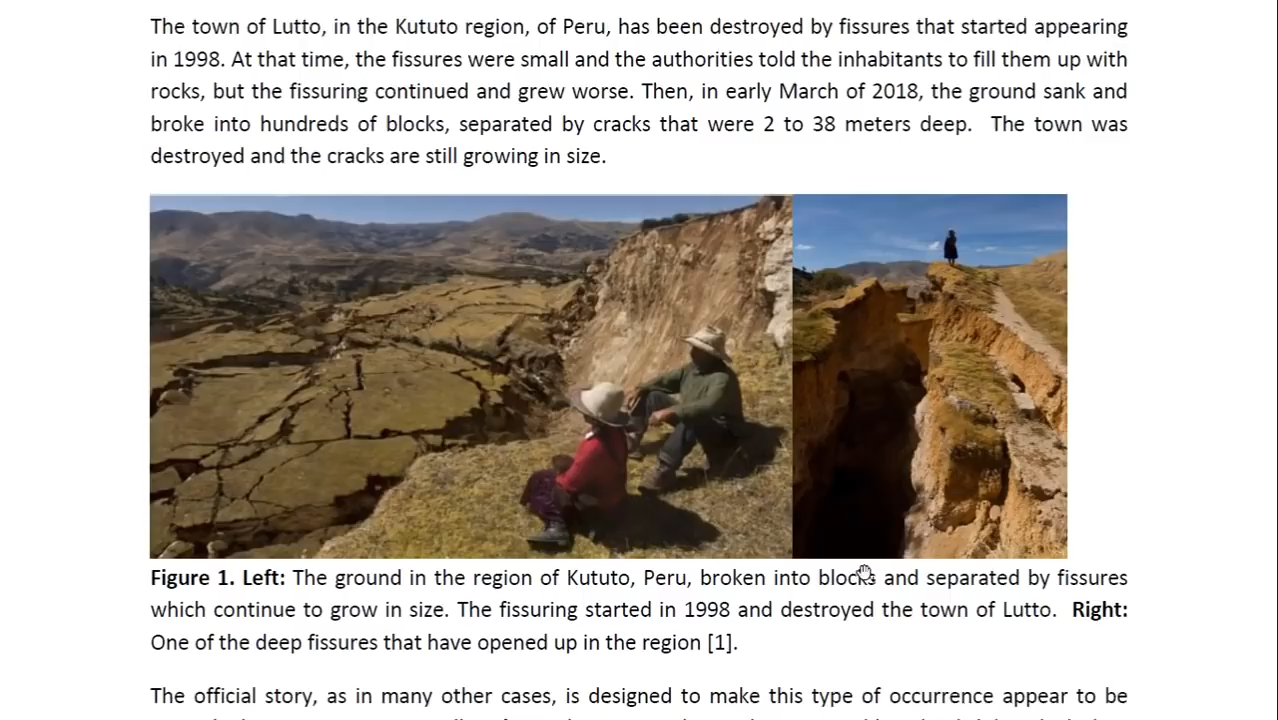 The town of Lutto, in the Kututo region, of Peru, has been destroyed by fissures that started appearing
in 1998. At that time, the fissures were small and the authorities told the inhabitants to fill them up with
rocks, but the fissuring continued and grew worse. Then, in early March of 2018, the ground sank and
broke into hundreds of blocks, separated by cracks that were 2 to 38 meters deep. The town was
destroyed and the cracks are still growing in size.
Figure 1. Left: The ground in the region of Kututo, Peru, broken into blocks and separated by fissures
which continue to grow in size. The fissuring started in 1998 and destroyed the town of Lutto. Right:
One of the deep fissures that have opened up in the region [1].
The official story, as in many other cases, is designed to make this type of occurrence appear to be